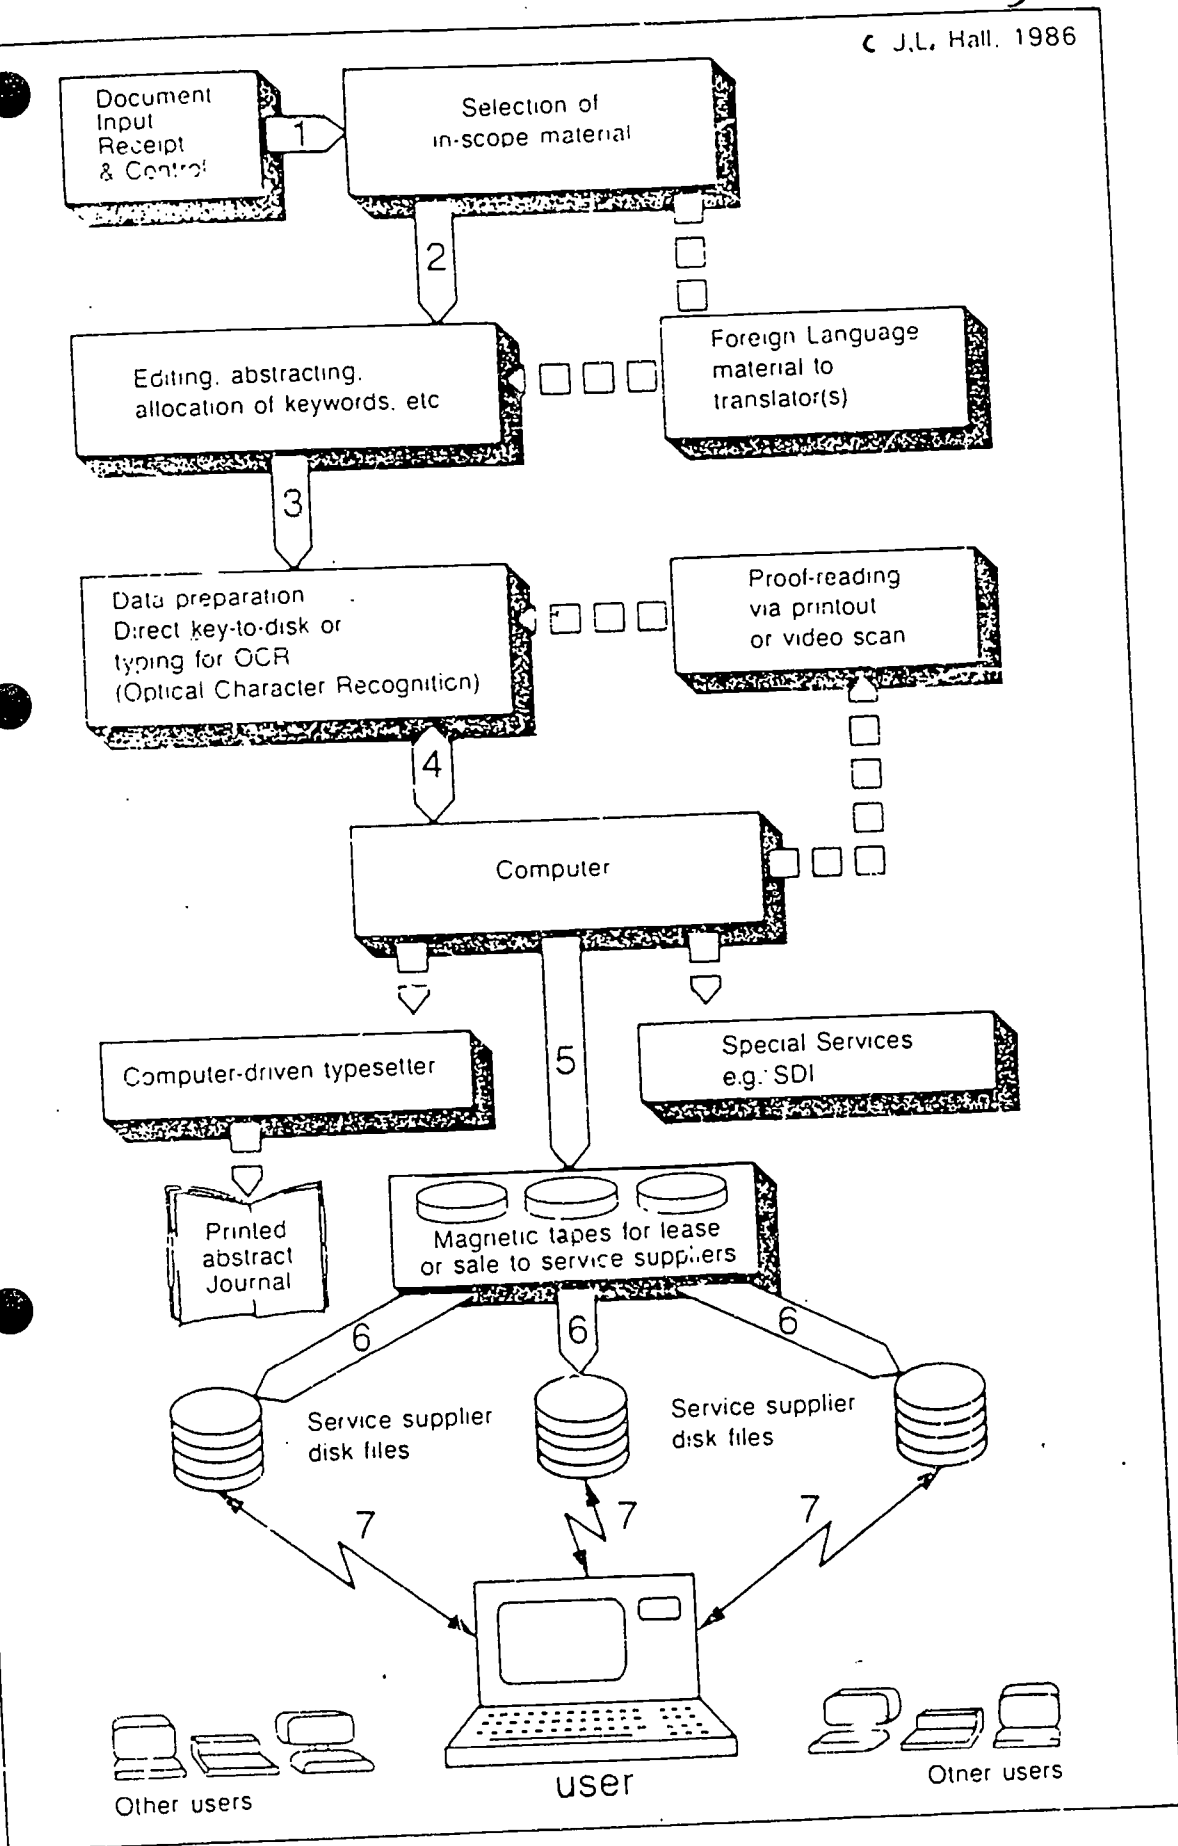 c J.L. Hall. 1986
Document
Input
Receipt
& Control
1
Selection of
in-scope material
2
Foreign Language
material to
translator(s)
Editing, abstracting,
allocation of keywords. etc
3
Proof-reading
via printout
or video scan
Data preparation
Direct key-to-disk or
typing for OCR
(Optical Character Recognition)
4
Computer
5
Computer-driven typesetter
Special Services
e.g. SDI
Printed
abstract
Journal
Magnetic tapes for lease
or sale to service suppliers
6
6
6
Service supplier
disk files
Service supplier
disk files
7
7
7
user
Other users
Other users